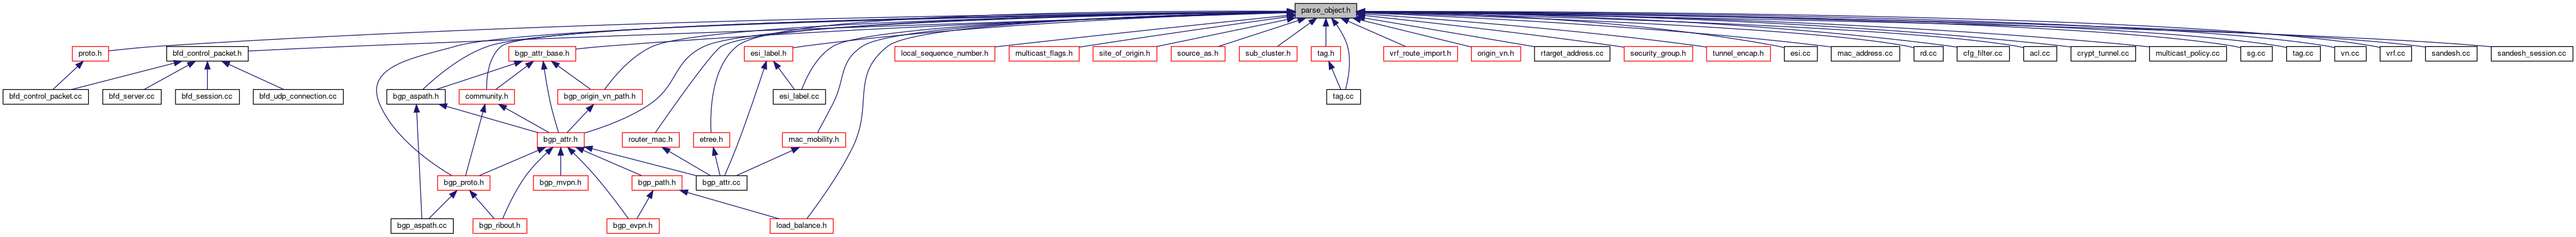 parse_object.h
proto.h
bfd_control_packet.h
bgp_attr_base.h
esi_label.h
local_sequence_number.h
multicast_flags.h
site_of_origin.h
source_as.h
sub_cluster.h
tag.h
vrf_route_import.h
origin_vn.h
rtarget_address.cc
security_group.h
tunnel_encap.h
esi.cc
mac_address.cc
rd.cc
cfg_filter.cc
acl.cc
crypt_tunnel.cc
multicast_policy.cc
sg.cc
tag.cc
vn.cc
vrf.cc
sandesh.cc
sandesh_session.cc
bfd_control_packet.cc
bfd_server.cc
bfd_session.cc
bfd_udp_connection.cc
bgp_aspath.h
community.h
bgp_origin_vn_path.h
esi_label.cc
tag.cc
bgp_attr.h
router_mac.h
etree.h
mac_mobility.h
bgp_proto.h
bgp_mvpn.h
bgp_path.h
bgp_attr.cc
bgp_aspath.cc
bgp_ribout.h
bgp_evpn.h
load_balance.h